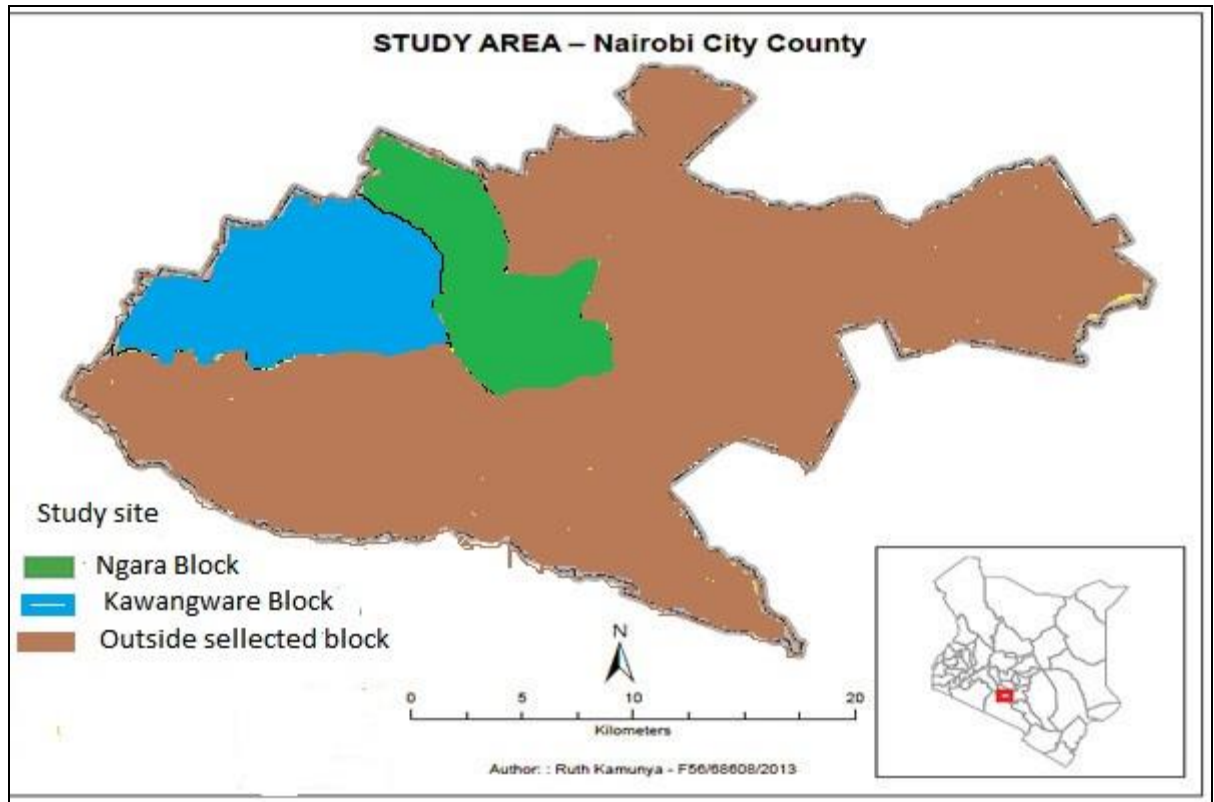 STUDY AREA – Nairobi City County
Study site
Ngara Block
Kawangware Block
Outside sellected block
N
0 5 10 20
Kilometers
Author: : Ruth Kamunya - F56/68608/2013